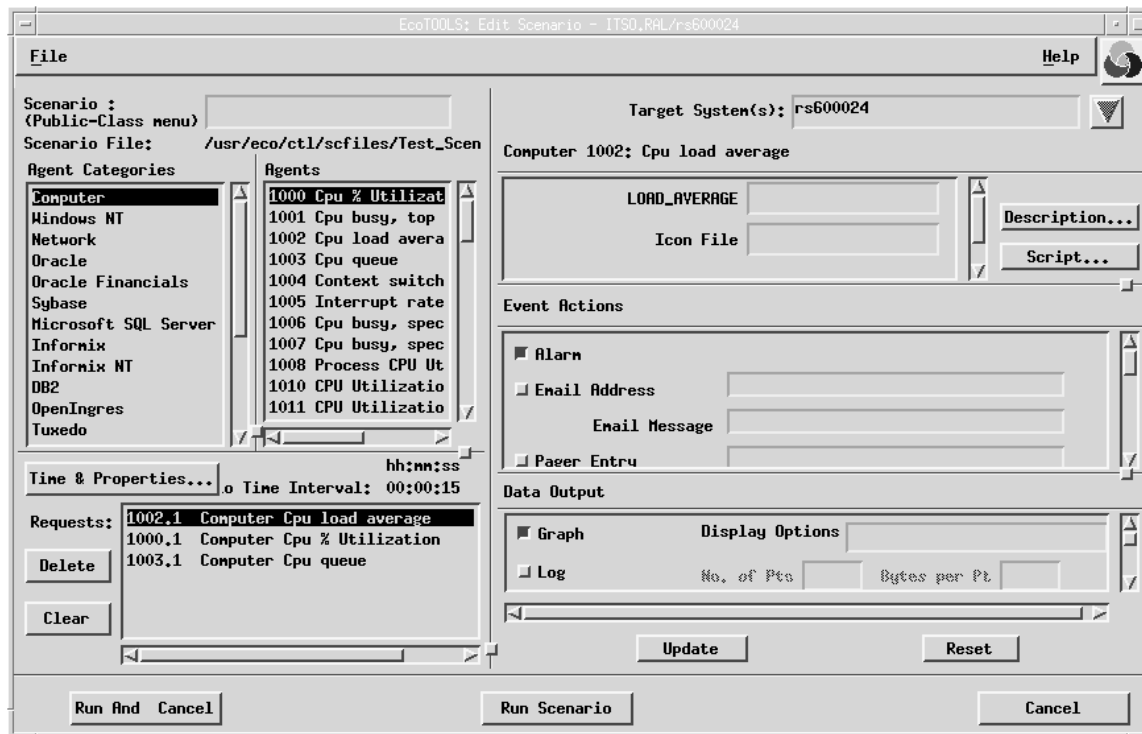 EcoTOOLS: Edit Scenario - ITSO.RAL/rs600024
File Help
Scenario :
(Public-Class menu)
Scenario File: /usr/eco/ctl/scfiles/Test_Scen
Agent Categories
Computer
Windows NT
Network
Oracle
Oracle Financials
Sybase
Microsoft SQL Server
Informix
Informix NT
DB2
OpenIngres
Tuxedo
Agents
1000 Cpu % Utilizat
1001 Cpu busy, top
1002 Cpu load avera
1003 Cpu queue
1004 Context switch
1005 Interrupt rate
1006 Cpu busy, spec
1007 Cpu busy, spec
1008 Process CPU Ut
1010 CPU Utilizatio
1011 CPU Utilizatio
hh:mm:ss
Time & Properties...
o Time Interval: 00:00:15
Requests:
1002.1 Computer Cpu load average
1000.1 Computer Cpu % Utilization
1003.1 Computer Cpu queue
Delete
Clear
Target System(s): rs600024
Computer 1002: Cpu load average
LOAD_AVERAGE
Icon File
Description...
Script...
Event Actions
Alarm
Email Address
Email Message
Pager Entry
Data Output
Graph Display Options
Log No. of Pts Bytes per Pt
Update Reset
Run And Cancel Run Scenario Cancel